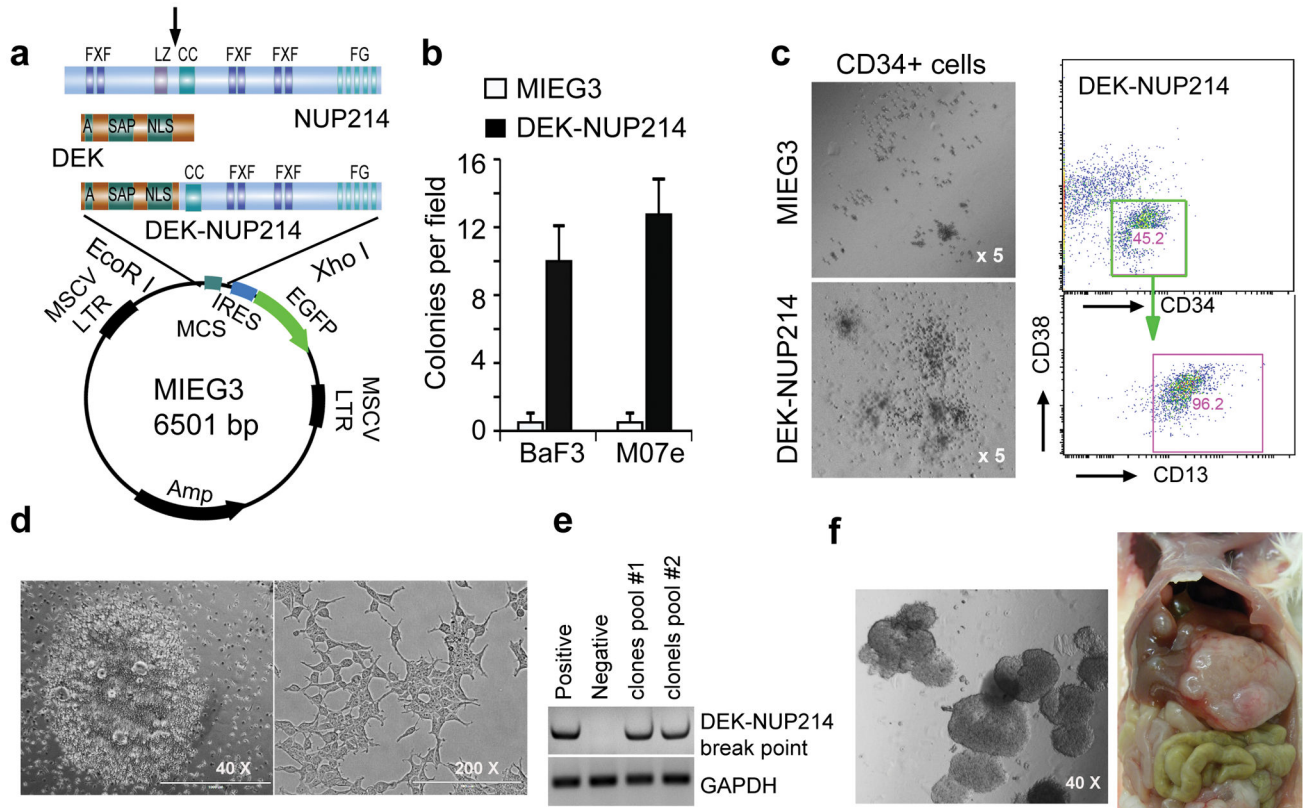 a
FXF LZ CC FXF FXF FG
NUP214
A SAP NLS
DEK
CC FXF FXF FG
A SAP NLS
DEK-NUP214
EcoR I
Xho I
MSCV
LTR
MCS
IRES
EGFP
MIEG3
6501 bp
MSCV
LTR
Amp
b
MIEG3
DEK-NUP214
Colonies per field
16
12
8
4
0
BaF3 M07e
c
CD34+ cells
MIEG3
x 5
DEK-NUP214
x 5
DEK-NUP214
45.2
CD34
CD38
96.2
CD13
d
40 X
200 X
e
Positive
Negative
clones pool #1
clonels pool #2
DEK-NUP214
break point
GAPDH
f
40 X